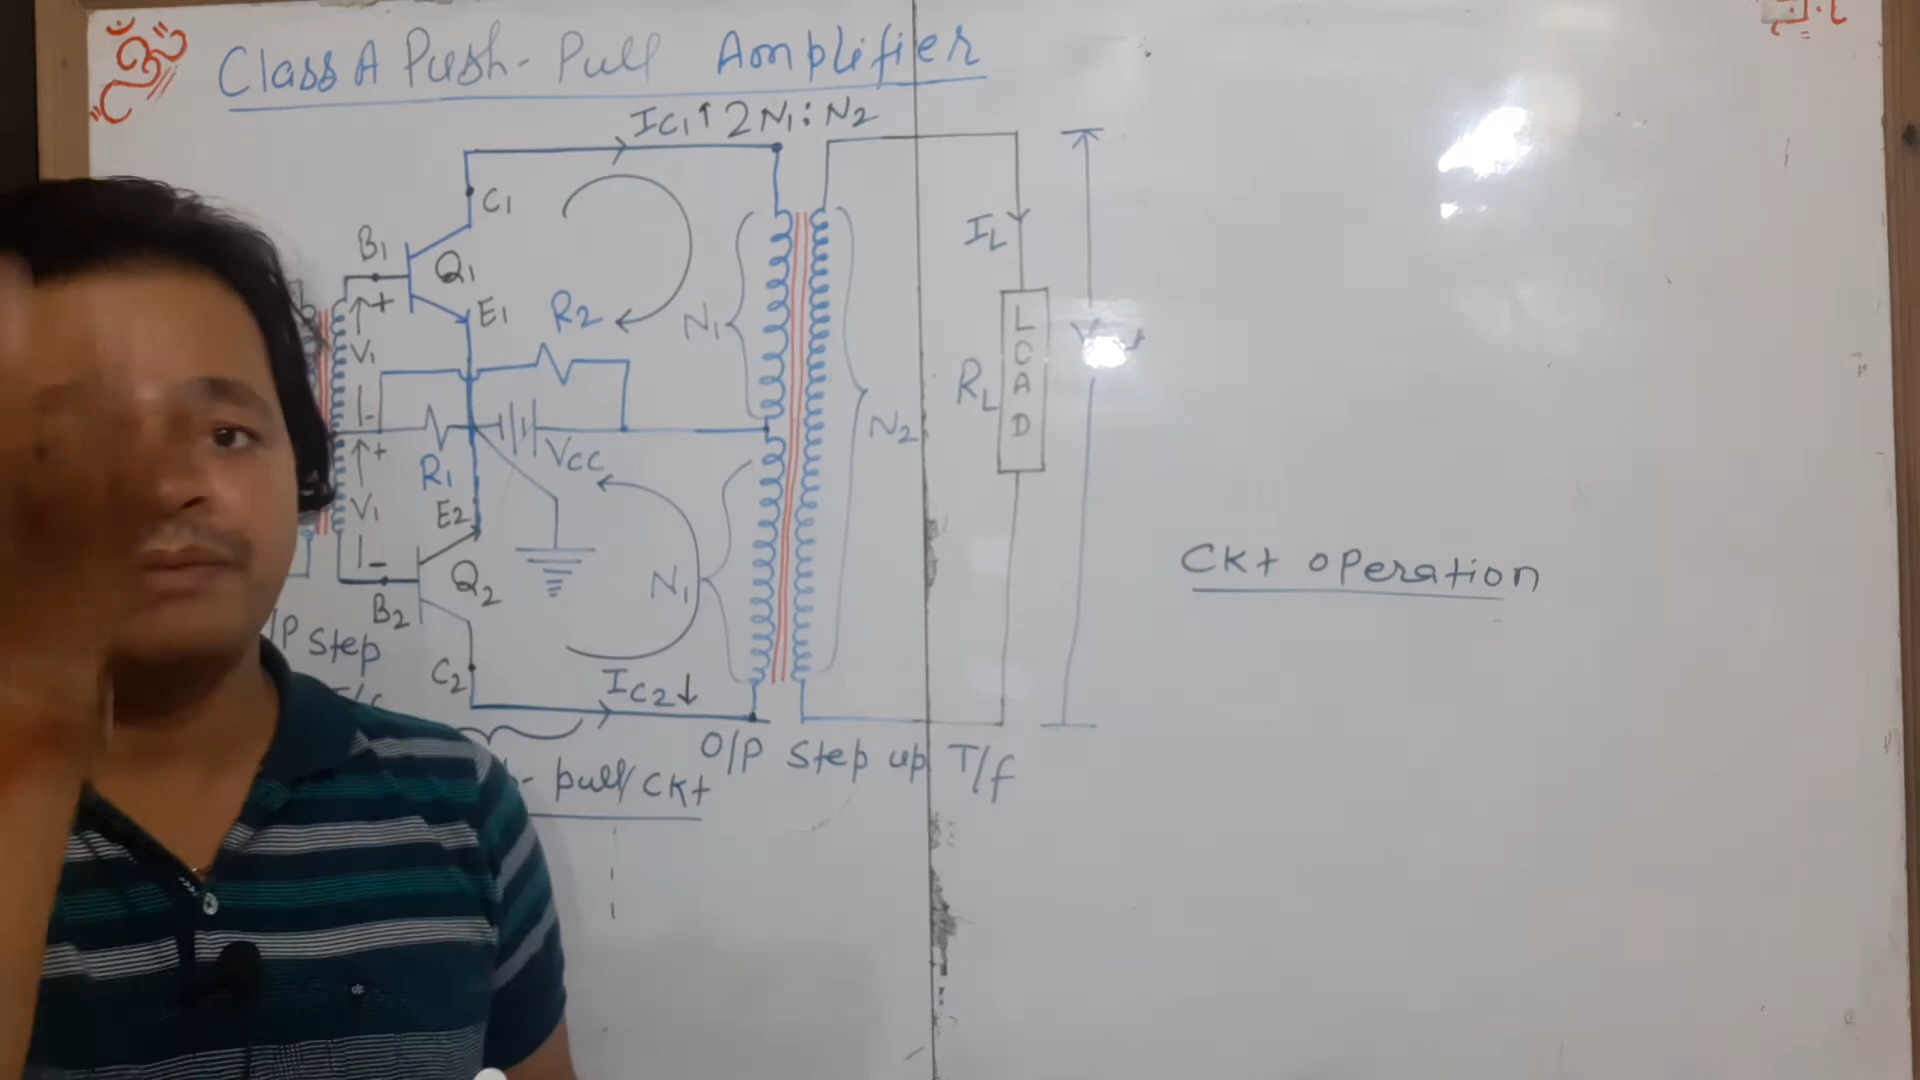 ॐ
Class A Push-Pull Amplifier
IC1↑ 2N1:N2
C1
B1
Q1
E1
R2
N1
IL
+
V1
-
LOAD
RL
N2
+
VCC
R1
V1
E2
-
Q2
N1
B2
Ckt operation
/P Step
C2
IC2↓
O/P Step up T/f
- pull ckt